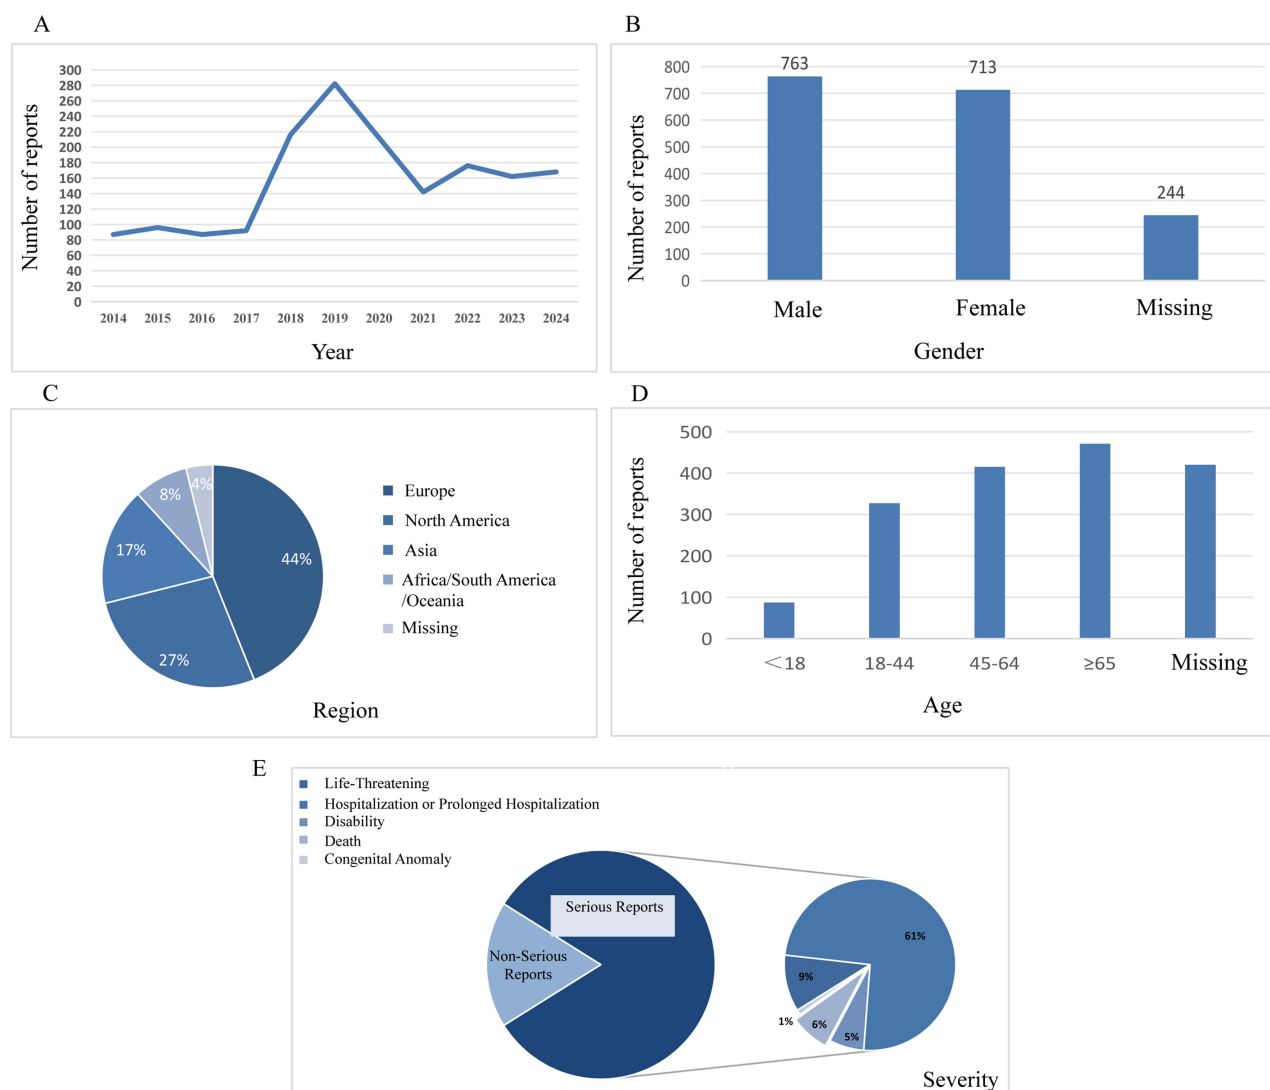 A
Number of reports
300
280
260
240
220
200
180
160
140
120
100
80
60
40
20
0
2014 2015 2016 2017 2018 2019 2020 2021 2022 2023 2024
Year
B
Number of reports
800
700
600
500
400
300
200
100
0
763
713
244
Male Female Missing
Gender
C
44%
27%
17%
8%
4%
Europe
North America
Asia
Africa/South America
/Oceania
Missing
Region
D
Number of reports
500
400
300
200
100
0
<18 18-44 45-64 ≥65 Missing
Age
E
Life-Threatening
Hospitalization or Prolonged Hospitalization
Disability
Death
Congenital Anomaly
Serious Reports
Non-Serious
Reports
61%
9%
1%
6%
5%
Severity